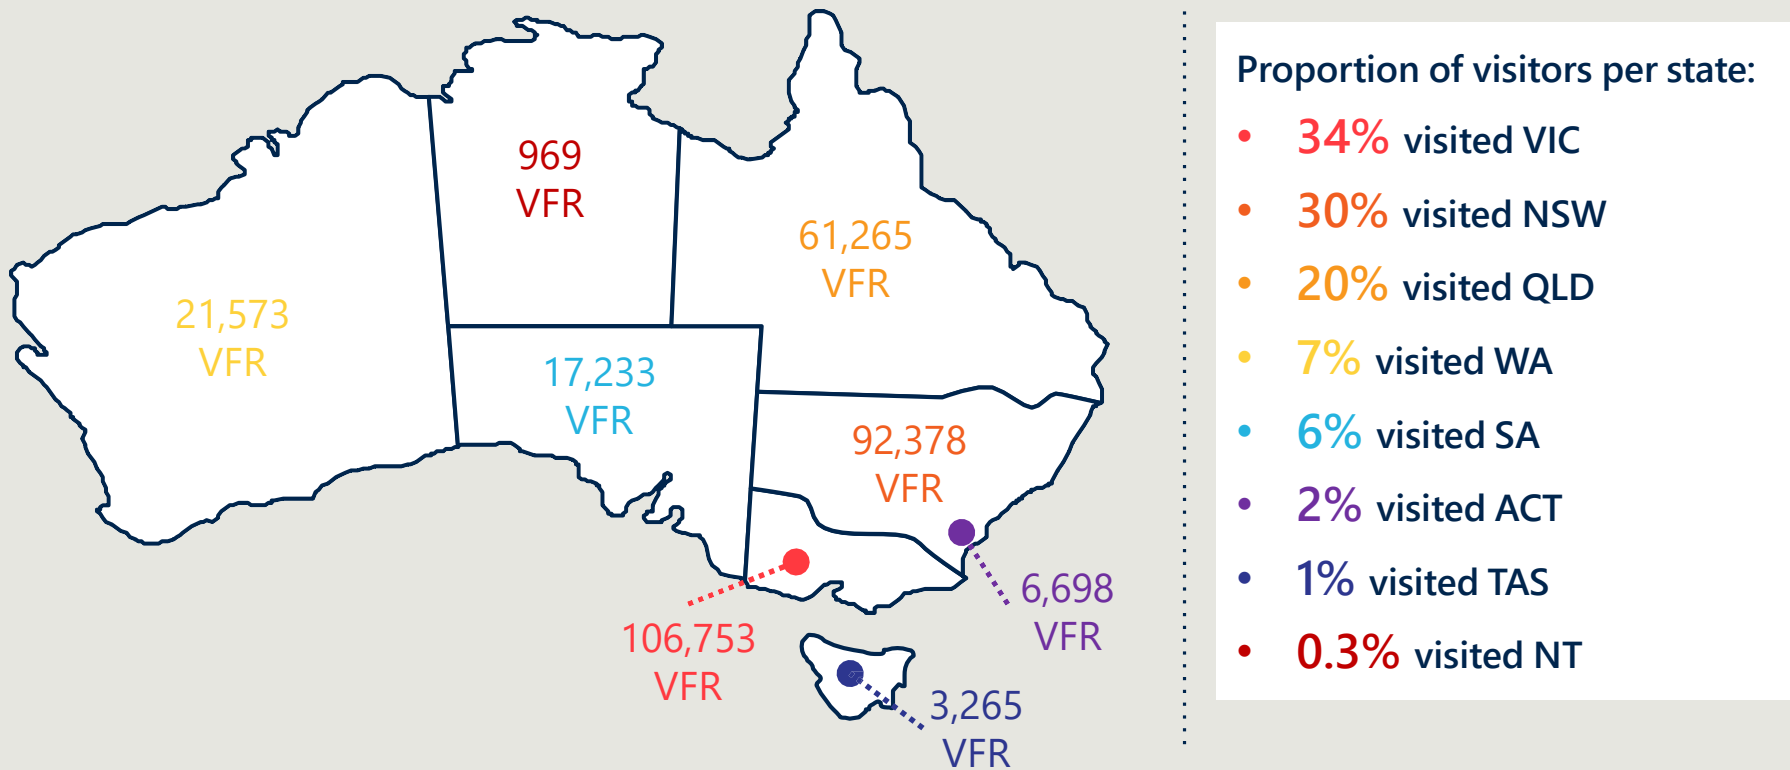 969
VFR
61,265
VFR
21,573
VFR
17,233
VFR
92,378
VFR
6,698
VFR
106,753
VFR
3,265
VFR
Proportion of visitors per state:
• 34% visited VIC
• 30% visited NSW
• 20% visited QLD
• 7% visited WA
• 6% visited SA
• 2% visited ACT
• 1% visited TAS
• 0.3% visited NT